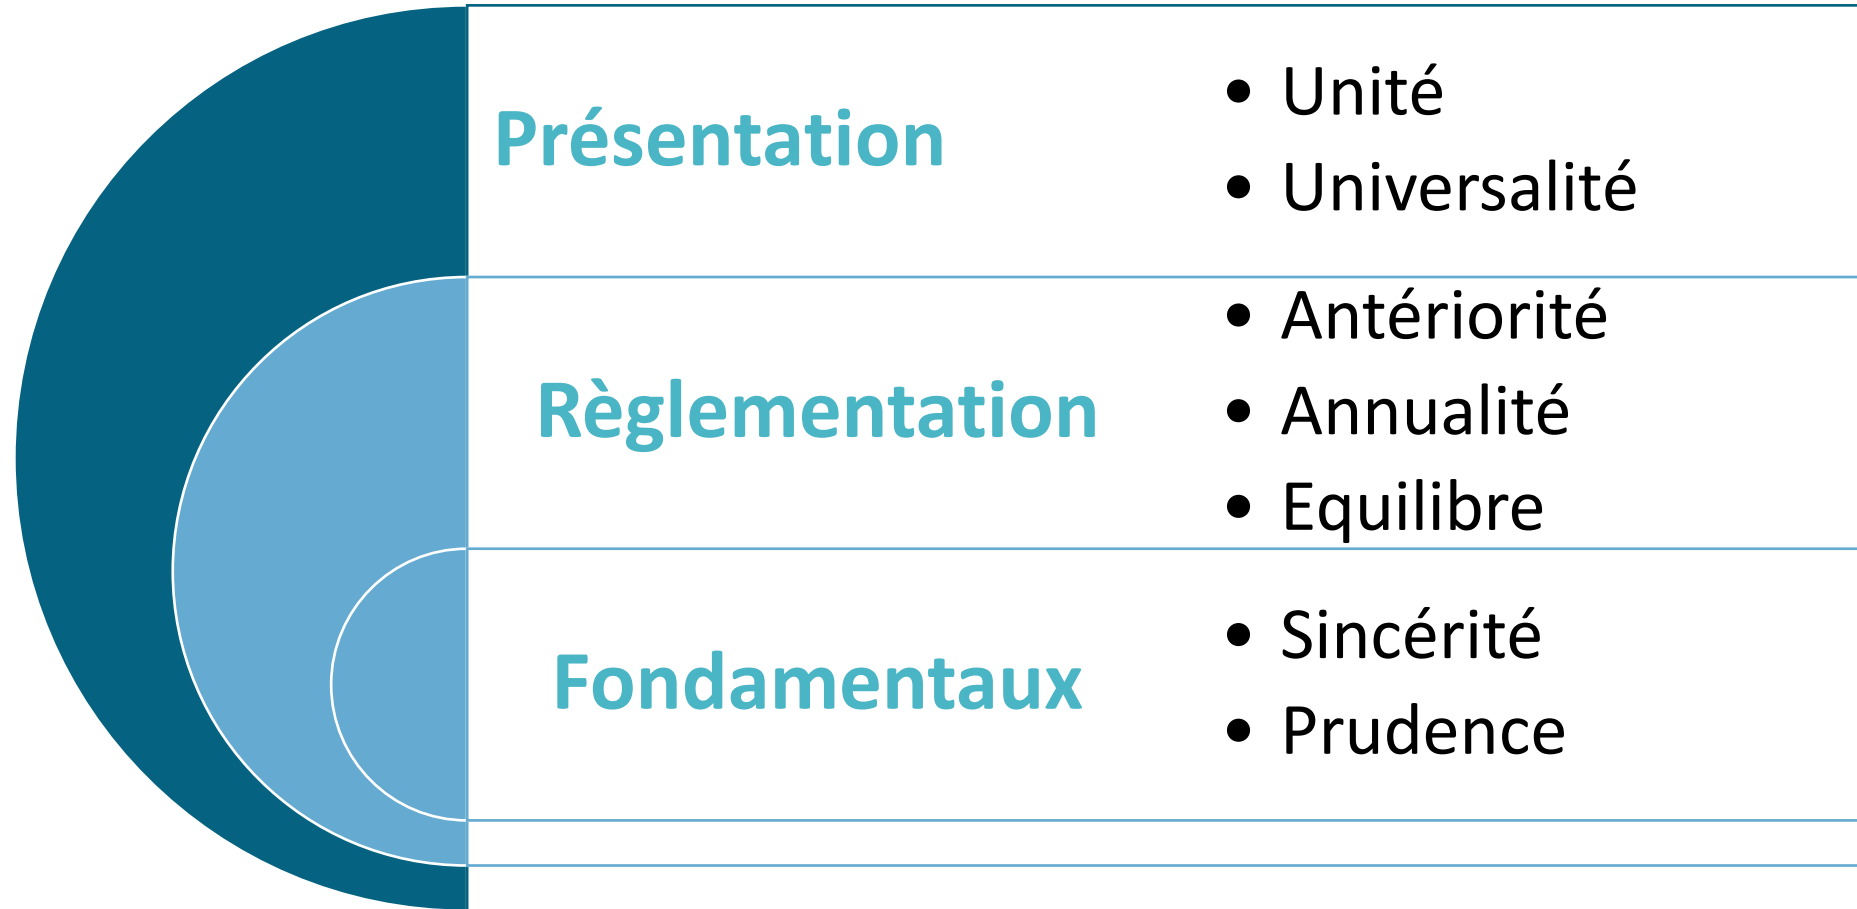 Présentation
• Unité
• Universalité
Règlementation
• Antériorité
• Annualité
• Equilibre
Fondamentaux
• Sincérité
• Prudence